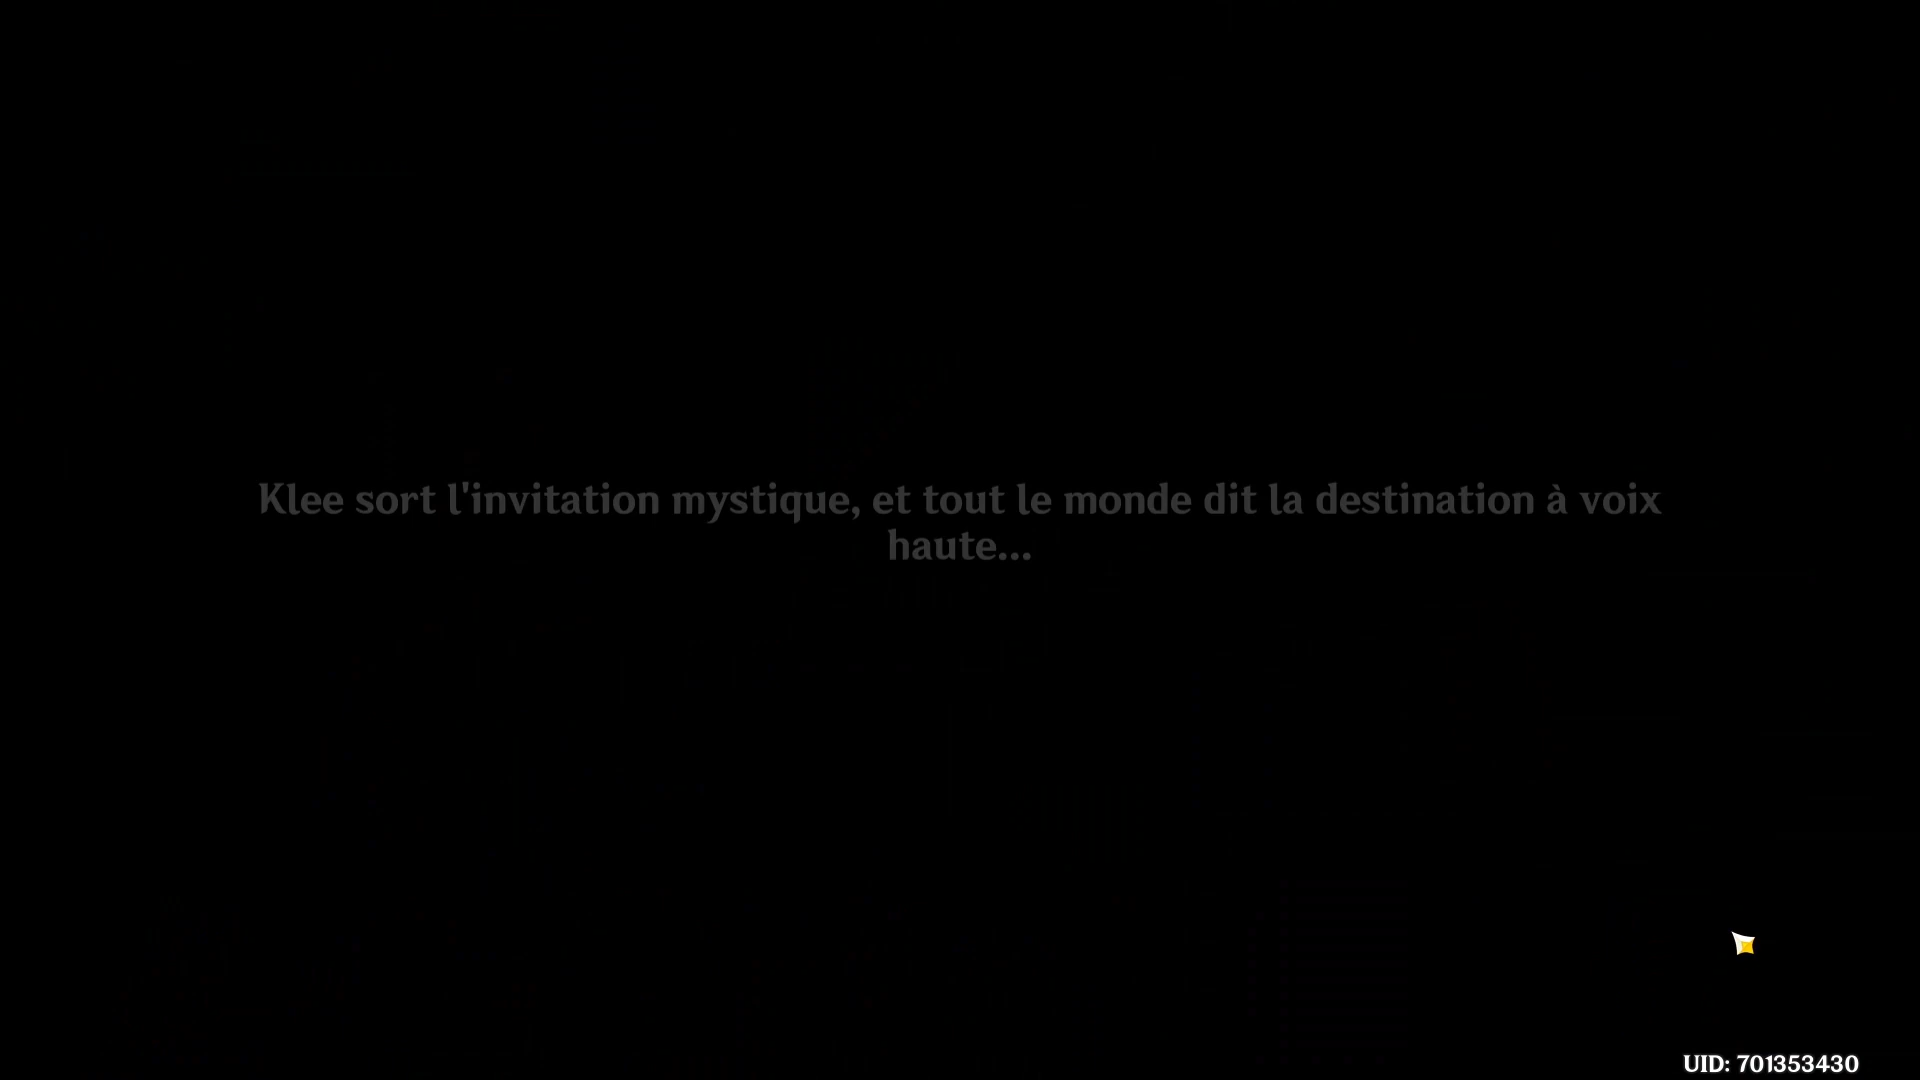 Klee sort l'invitation mystique, et tout le monde dit la destination à voix
haute...
UID: 701353430